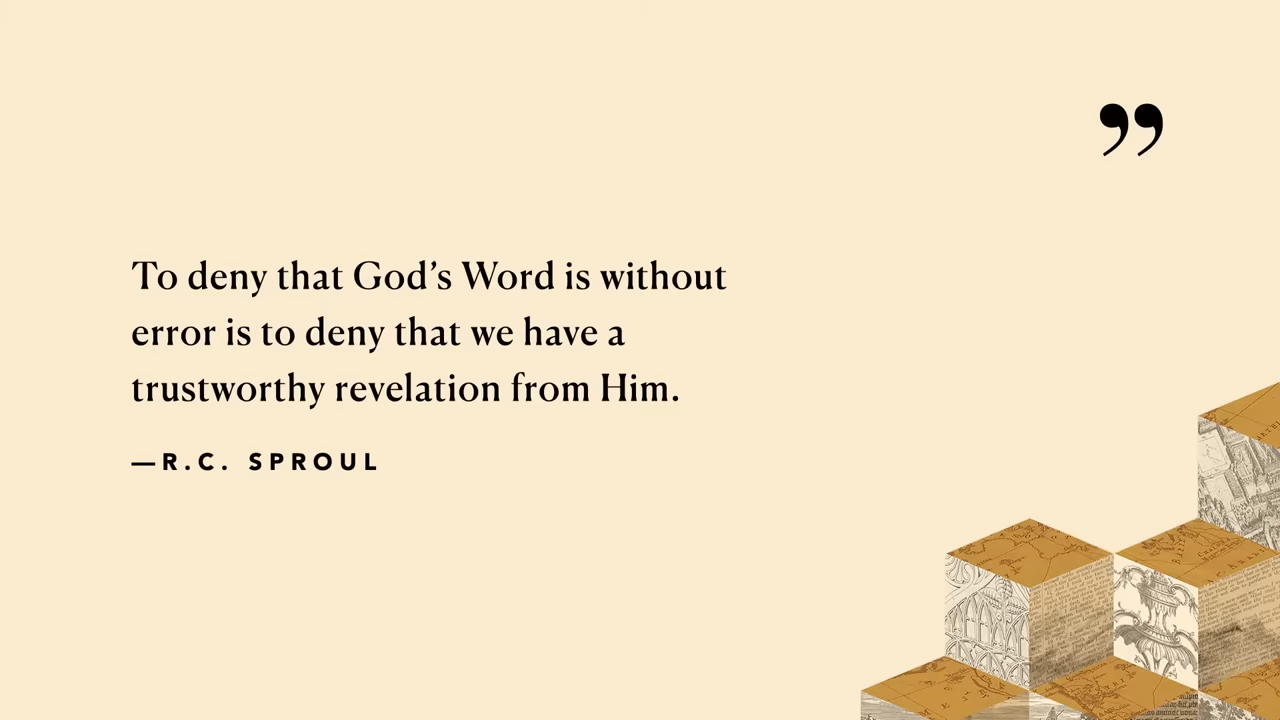 ”
To deny that God’s Word is without
error is to deny that we have a
trustworthy revelation from Him.
—R.C. SPROUL